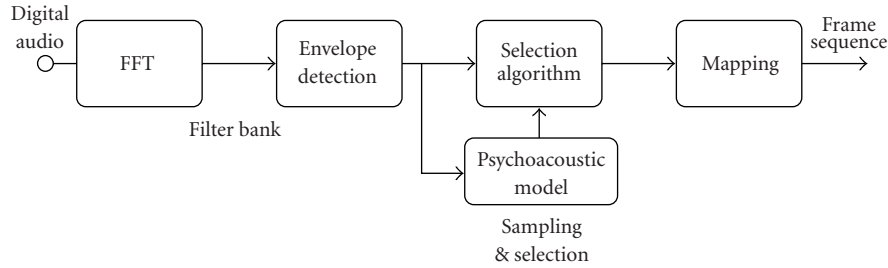 Digital
audio
FFT
Filter bank
Envelope
detection
Selection
algorithm
Psychoacoustic
model
Sampling
& selection
Mapping
Frame
sequence